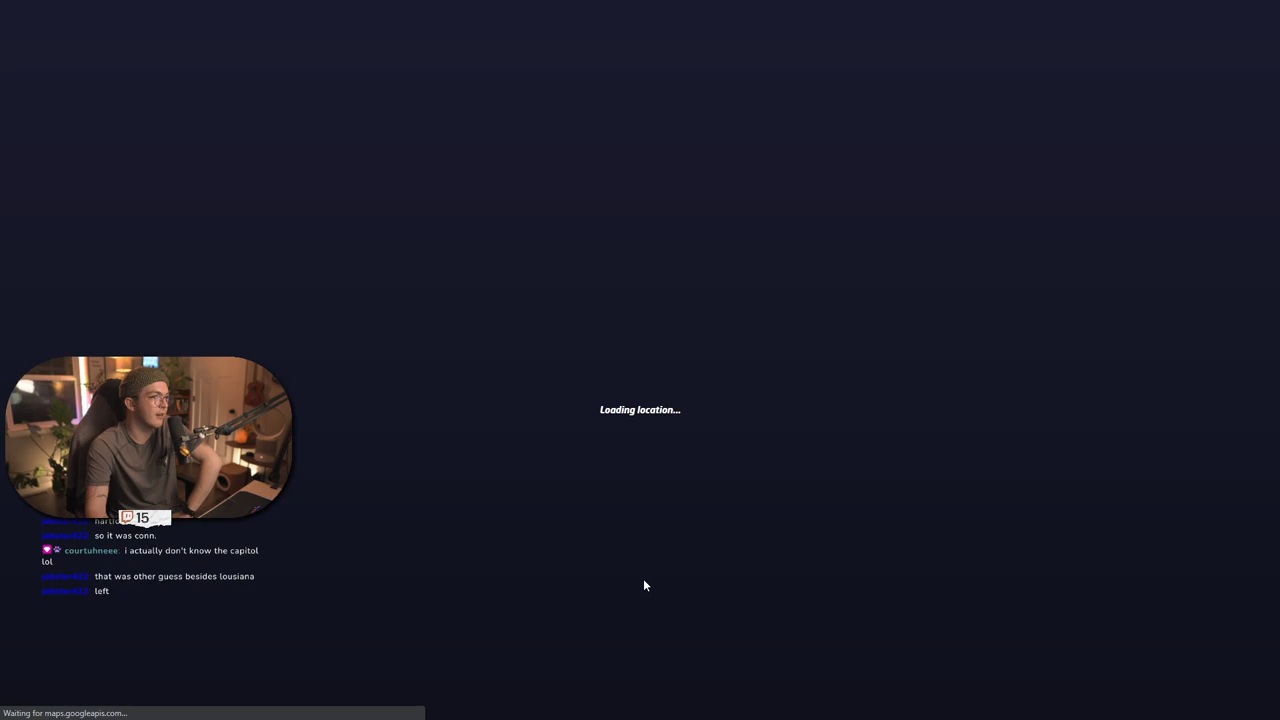 Loading location...
15
so it was conn.
courtuhneee: i actually don't know the capitol
lol
that was other guess besides lousiana
left
Waiting for maps.googleapis.com...